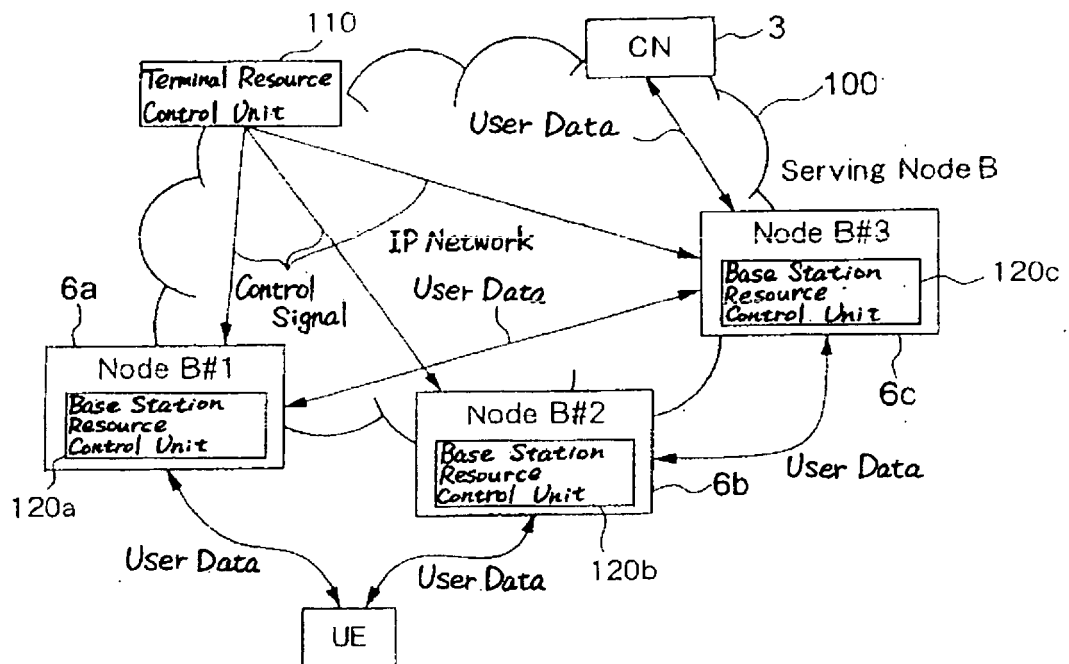 110
3
CN
Terminal Resource
Control Unit
100
User Data
Serving Node B
Node B#3
IP Network
120c
Base Station
Resource
Control Unit
6a
Control
Signal
User Data
Node B#1
6c
Node B#2
Base Station
Resource
Control Unit
Base Station
Resource
Control Unit
User Data
6b
120a
User Data
User Data
120b
UE